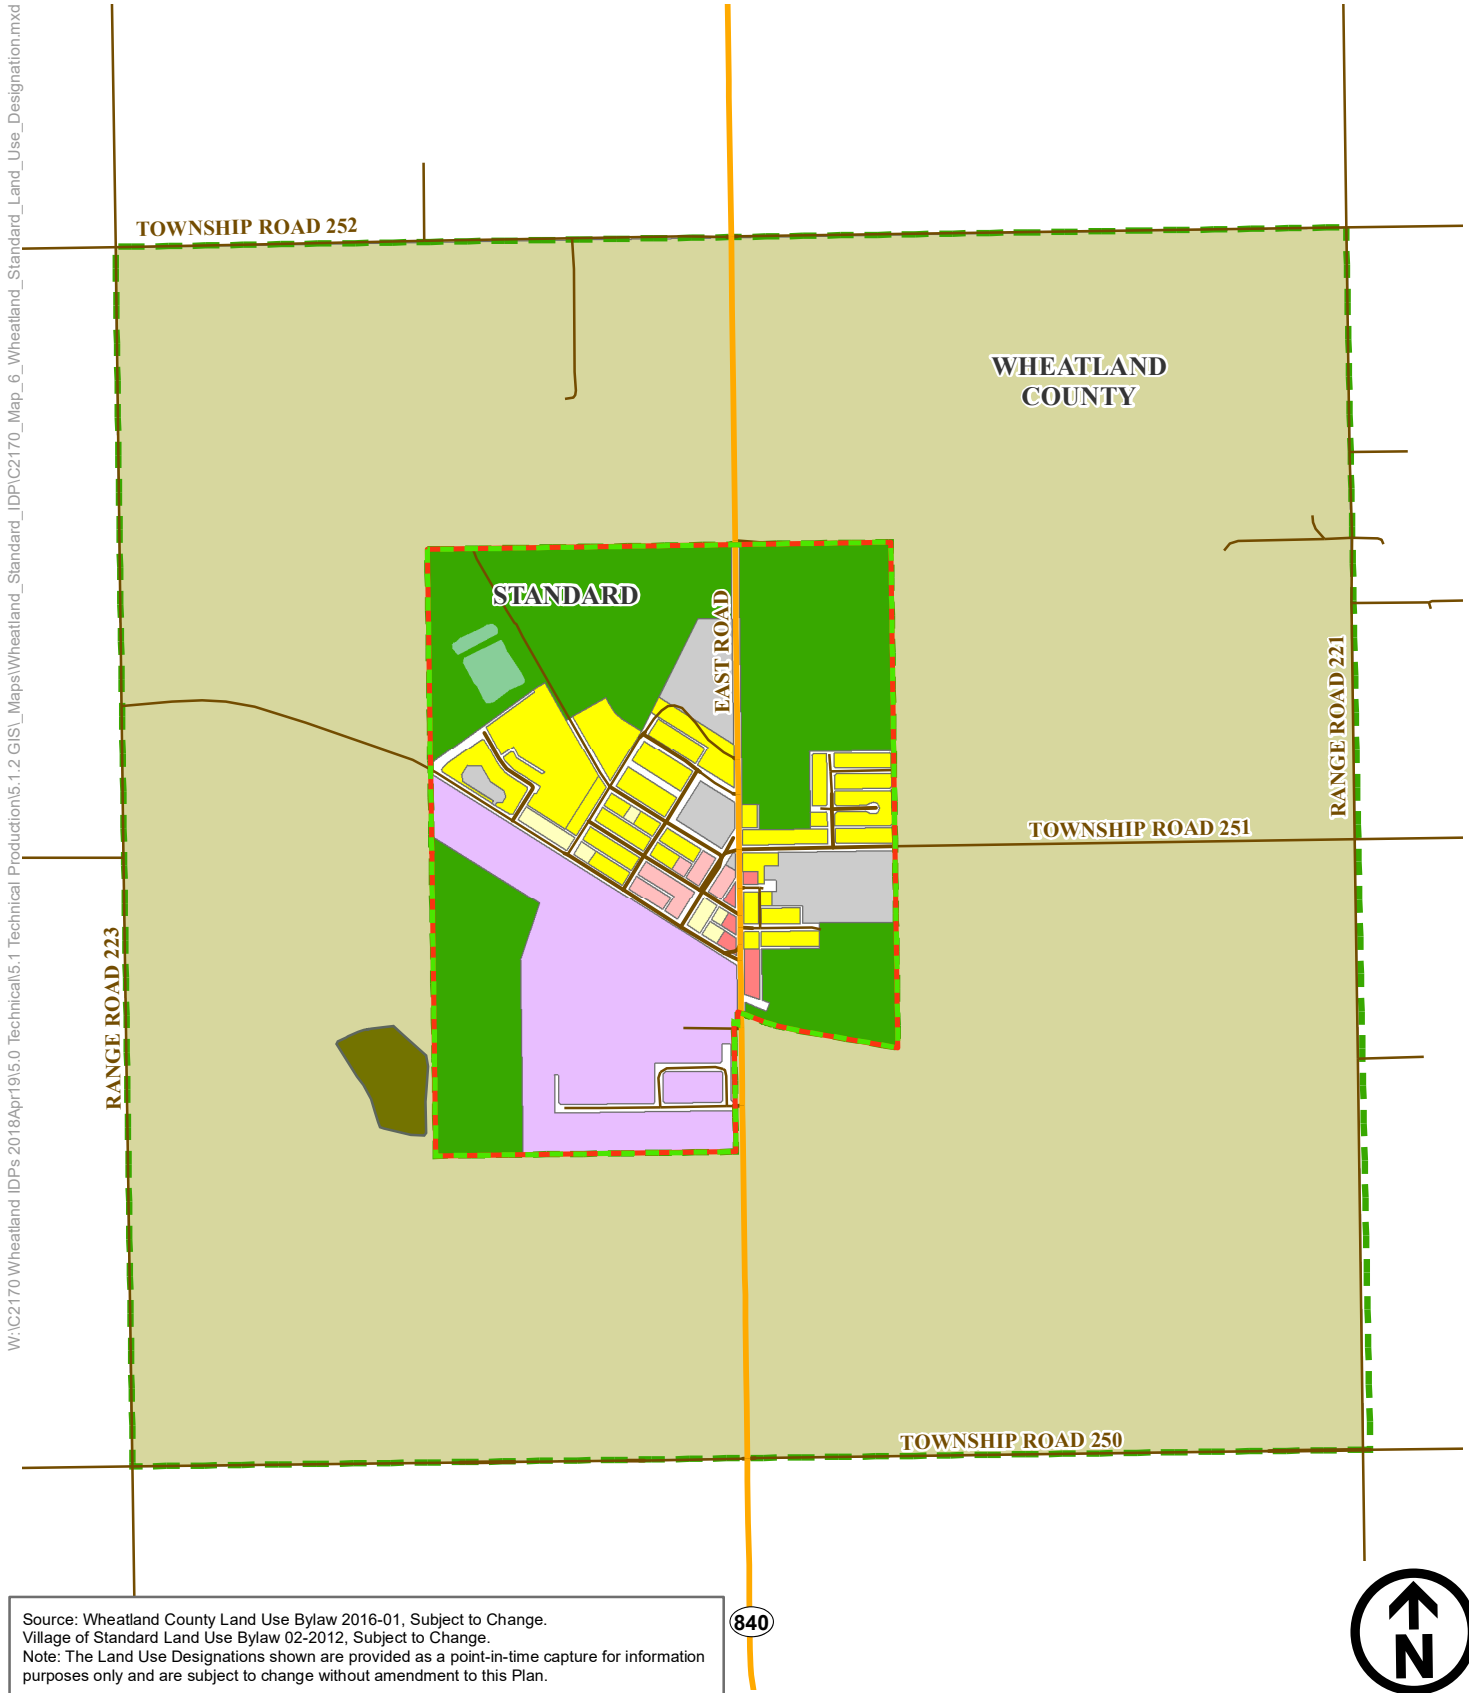 W:\C2170 Wheatland IDPs 2018Apr19\5.0 Technical\5.1 Technical Production\5.1.2 GIS\_Maps\Wheatland_Standard_IDP\C2170_Map_6_Wheatland_Standard_Land_Use_Designation.mxd
TOWNSHIP ROAD 252
WHEATLAND
COUNTY
STANDARD
EAST ROAD
RANGE ROAD 221
TOWNSHIP ROAD 251
RANGE ROAD 223
TOWNSHIP ROAD 250
840
Source: Wheatland County Land Use Bylaw 2016-01, Subject to Change.
Village of Standard Land Use Bylaw 02-2012, Subject to Change.
Note: The Land Use Designations shown are provided as a point-in-time capture for information
purposes only and are subject to change without amendment to this Plan.
N